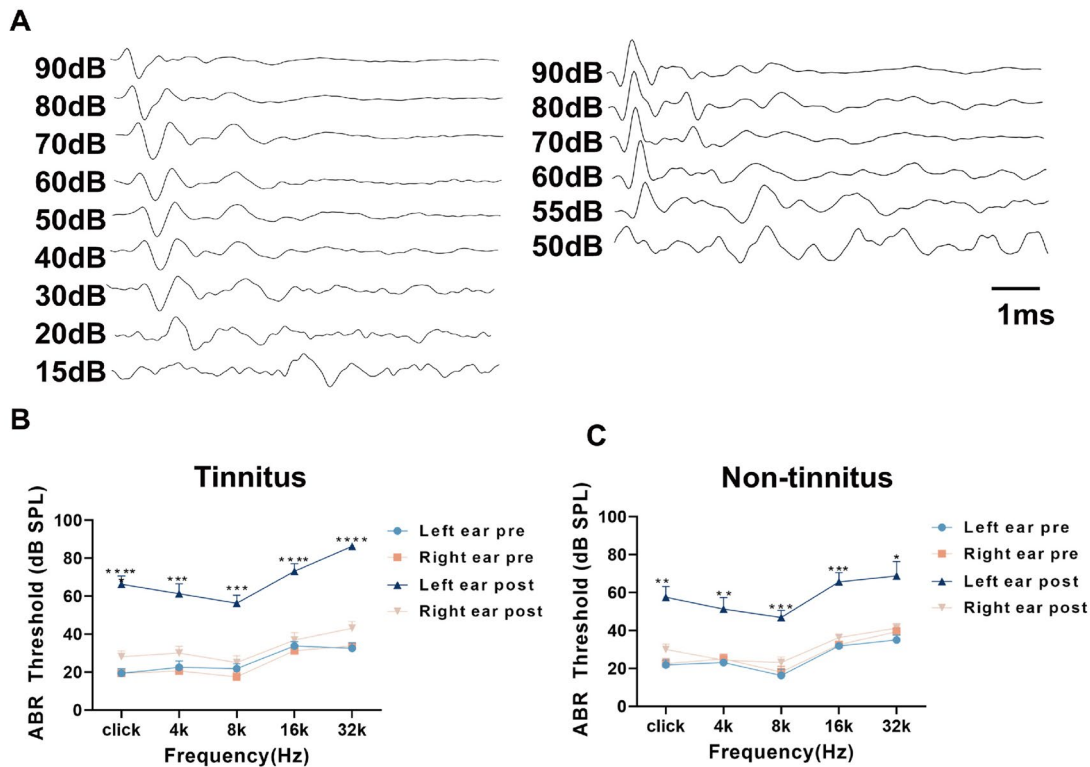 A
90dB
80dB
70dB
60dB
50dB
40dB
30dB
20dB
15dB
90dB
80dB
70dB
60dB
55dB
50dB
1ms
B
Tinnitus
ABR Threshold (dB SPL)
100
80
60
40
20
0
****
***
***
****
****
click 4k 8k 16k 32k
Frequency(Hz)
Left ear pre
Right ear pre
Left ear post
Right ear post
C
Non-tinnitus
ABR Threshold (dB SPL)
100
80
60
40
20
0
**
**
***
***
*
click 4k 8k 16k 32k
Frequency(Hz)
Left ear pre
Right ear pre
Left ear post
Right ear post